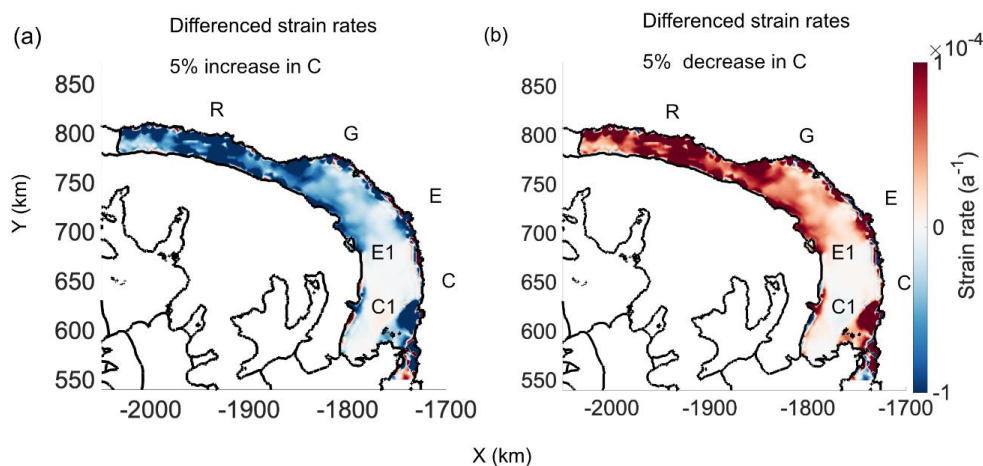 (a) Differenced strain rates
5% increase in C
(b) Differenced strain rates
5% decrease in C
×10⁻⁴
850
800
750
700
650
600
550
Y (km)
R
G
E
C
E1
C1
AA
-2000
-1900
-1800
-1700
850
800
750
700
650
600
550
R
G
E
C
E1
C1
AA
-2000
-1900
-1800
-1700
1
0
-1
Strain rate (a⁻¹)
X (km)